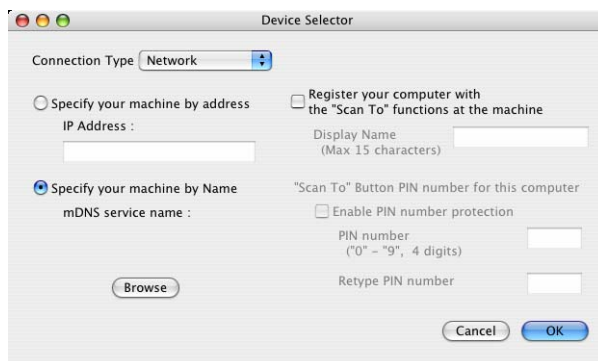 Device Selector
Connection Type Network
Specify your machine by address
IP Address :
Specify your machine by Name
mDNS service name :
Browse
Register your computer with
the "Scan To" functions at the machine
Display Name
(Max 15 characters)
"Scan To" Button PIN number for this computer
Enable PIN number protection
PIN number
("0" – "9", 4 digits)
Retype PIN number
Cancel OK